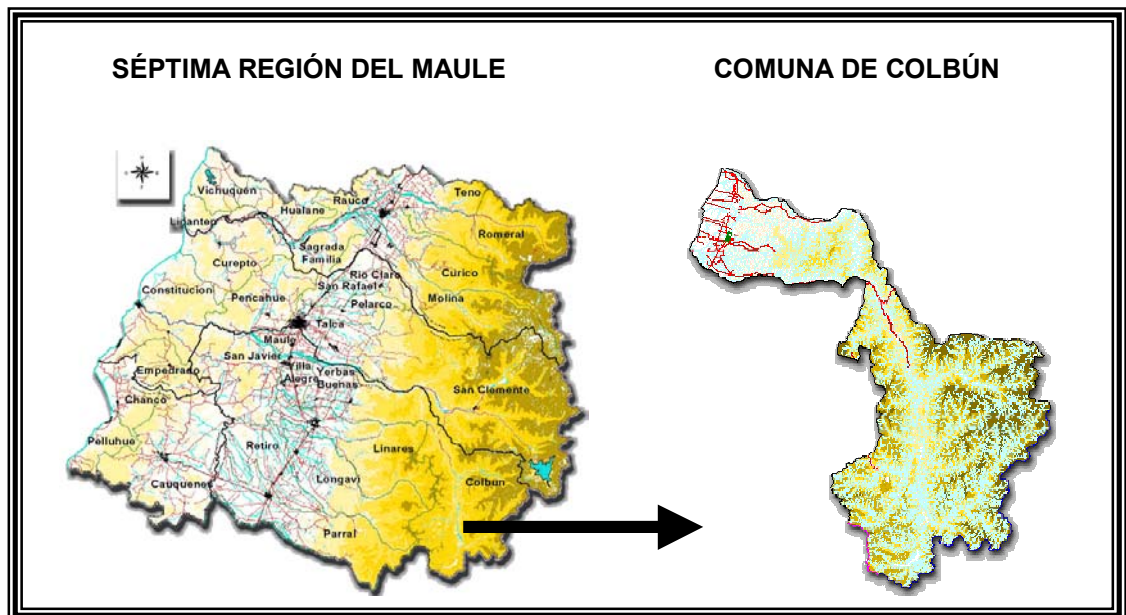 SÉPTIMA REGIÓN DEL MAULE
COMUNA DE COLBÚN
Vichuquen
Licanten
Hualane
Rauco
Teno
Romeral
Sagrada
Familia
Curepto
Rio Claro
Curico
Constitucion
Pencahue
San Rafael
Molina
Pelarco
Talca
Maule
San Javier
Villa
Alegre
Yerbas
Buenas
Empedrado
San Clemente
Chanco
Pelluhue
Retiro
Linares
Cauquenes
Longavi
Colbun
Parral